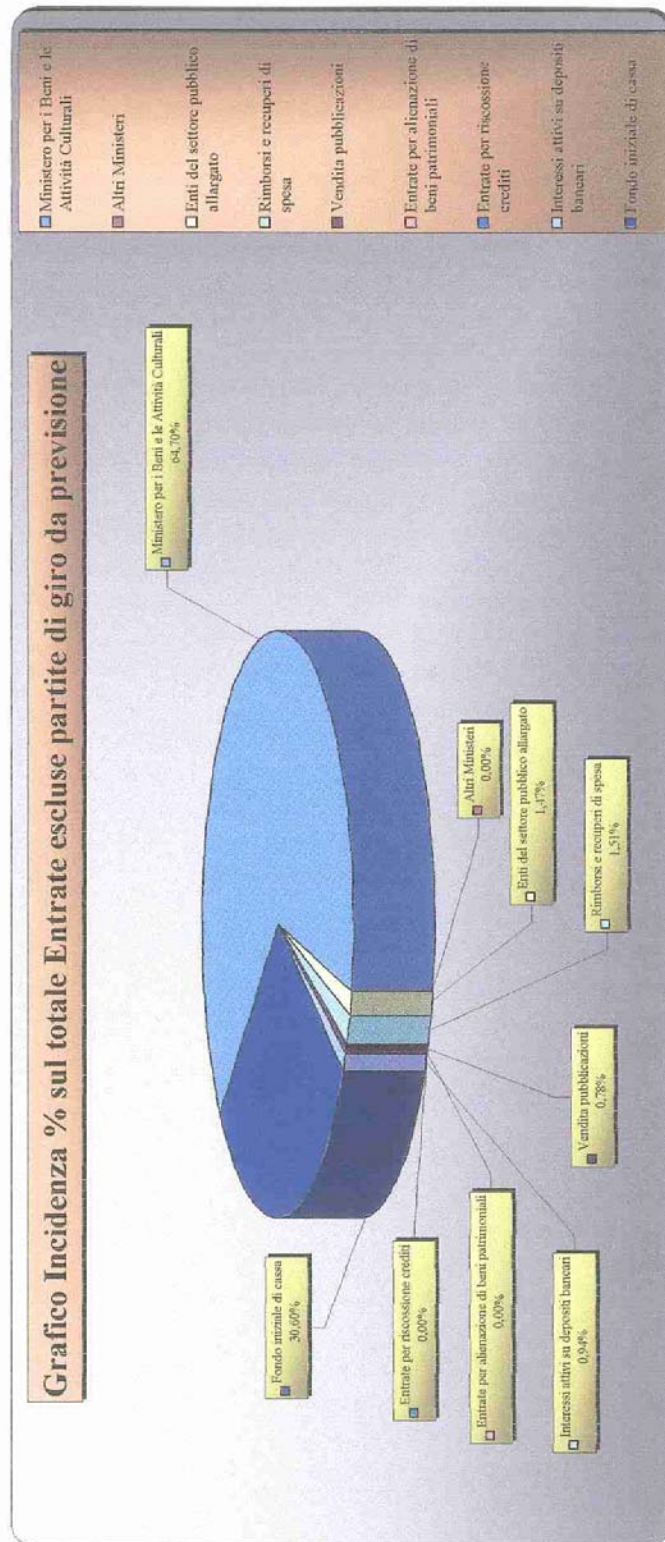 Grafico Incidenza % sul totale Entrate escluse partite di giro da previsione
Ministero per i Beni e le Attività Culturali
64,70%
Altri Ministeri
0,00%
Enti del settore pubblico allargato
1,47%
Rimborsi e recuperi di spesa
1,51%
Vendita pubblicazioni
0,78%
Interessi attivi su depositi bancari
0,94%
Entrate per alienazione di beni patrimoniali
0,00%
Entrate per riscossione crediti
0,00%
Fondo iniziale di cassa
30,60%
Ministero per i Beni e le
Attività Culturali
Altri Ministeri
Enti del settore pubblico
allargato
Rimborsi e recuperi di
spesa
Vendita pubblicazioni
Entrate per alienazione di
beni patrimoniali
Entrate per riscossione
crediti
Interessi attivi su depositi
bancari
Fondo iniziale di cassa